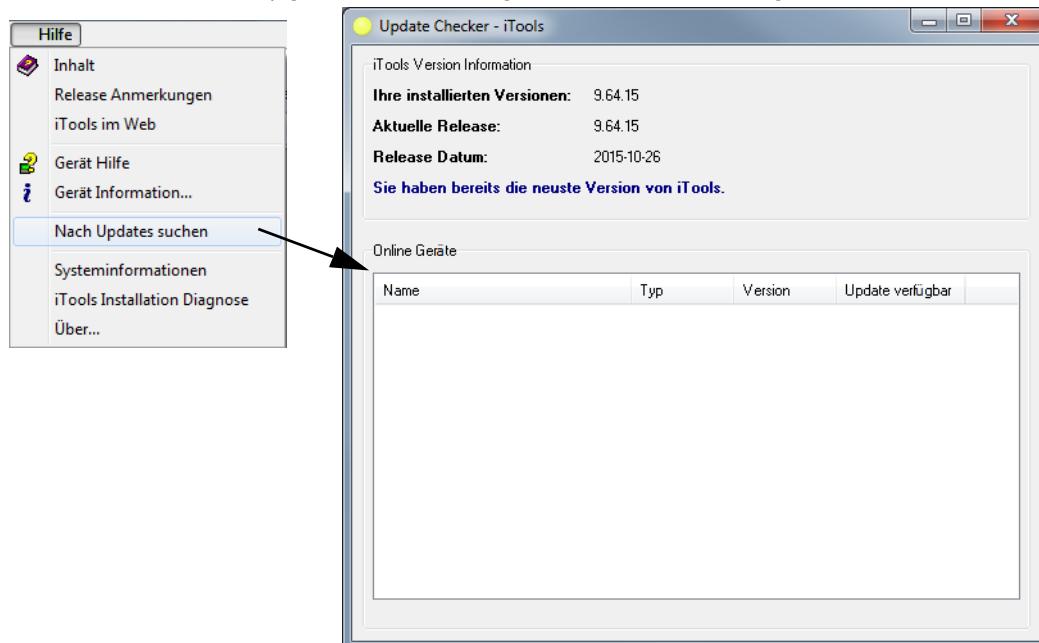 Hilfe
Inhalt
Release Anmerkungen
iTools im Web
Gerät Hilfe
Gerät Information...
Nach Updates suchen
Systeminformationen
iTools Installation Diagnose
Über...
Update Checker - iTools
iTools Version Information
Ihre installierten Versionen: 9.64.15
Aktuelle Release: 9.64.15
Release Datum: 2015-10-26
Sie haben bereits die neuste Version von iTools.
Online Geräte
Name Typ Version Update verfügbar